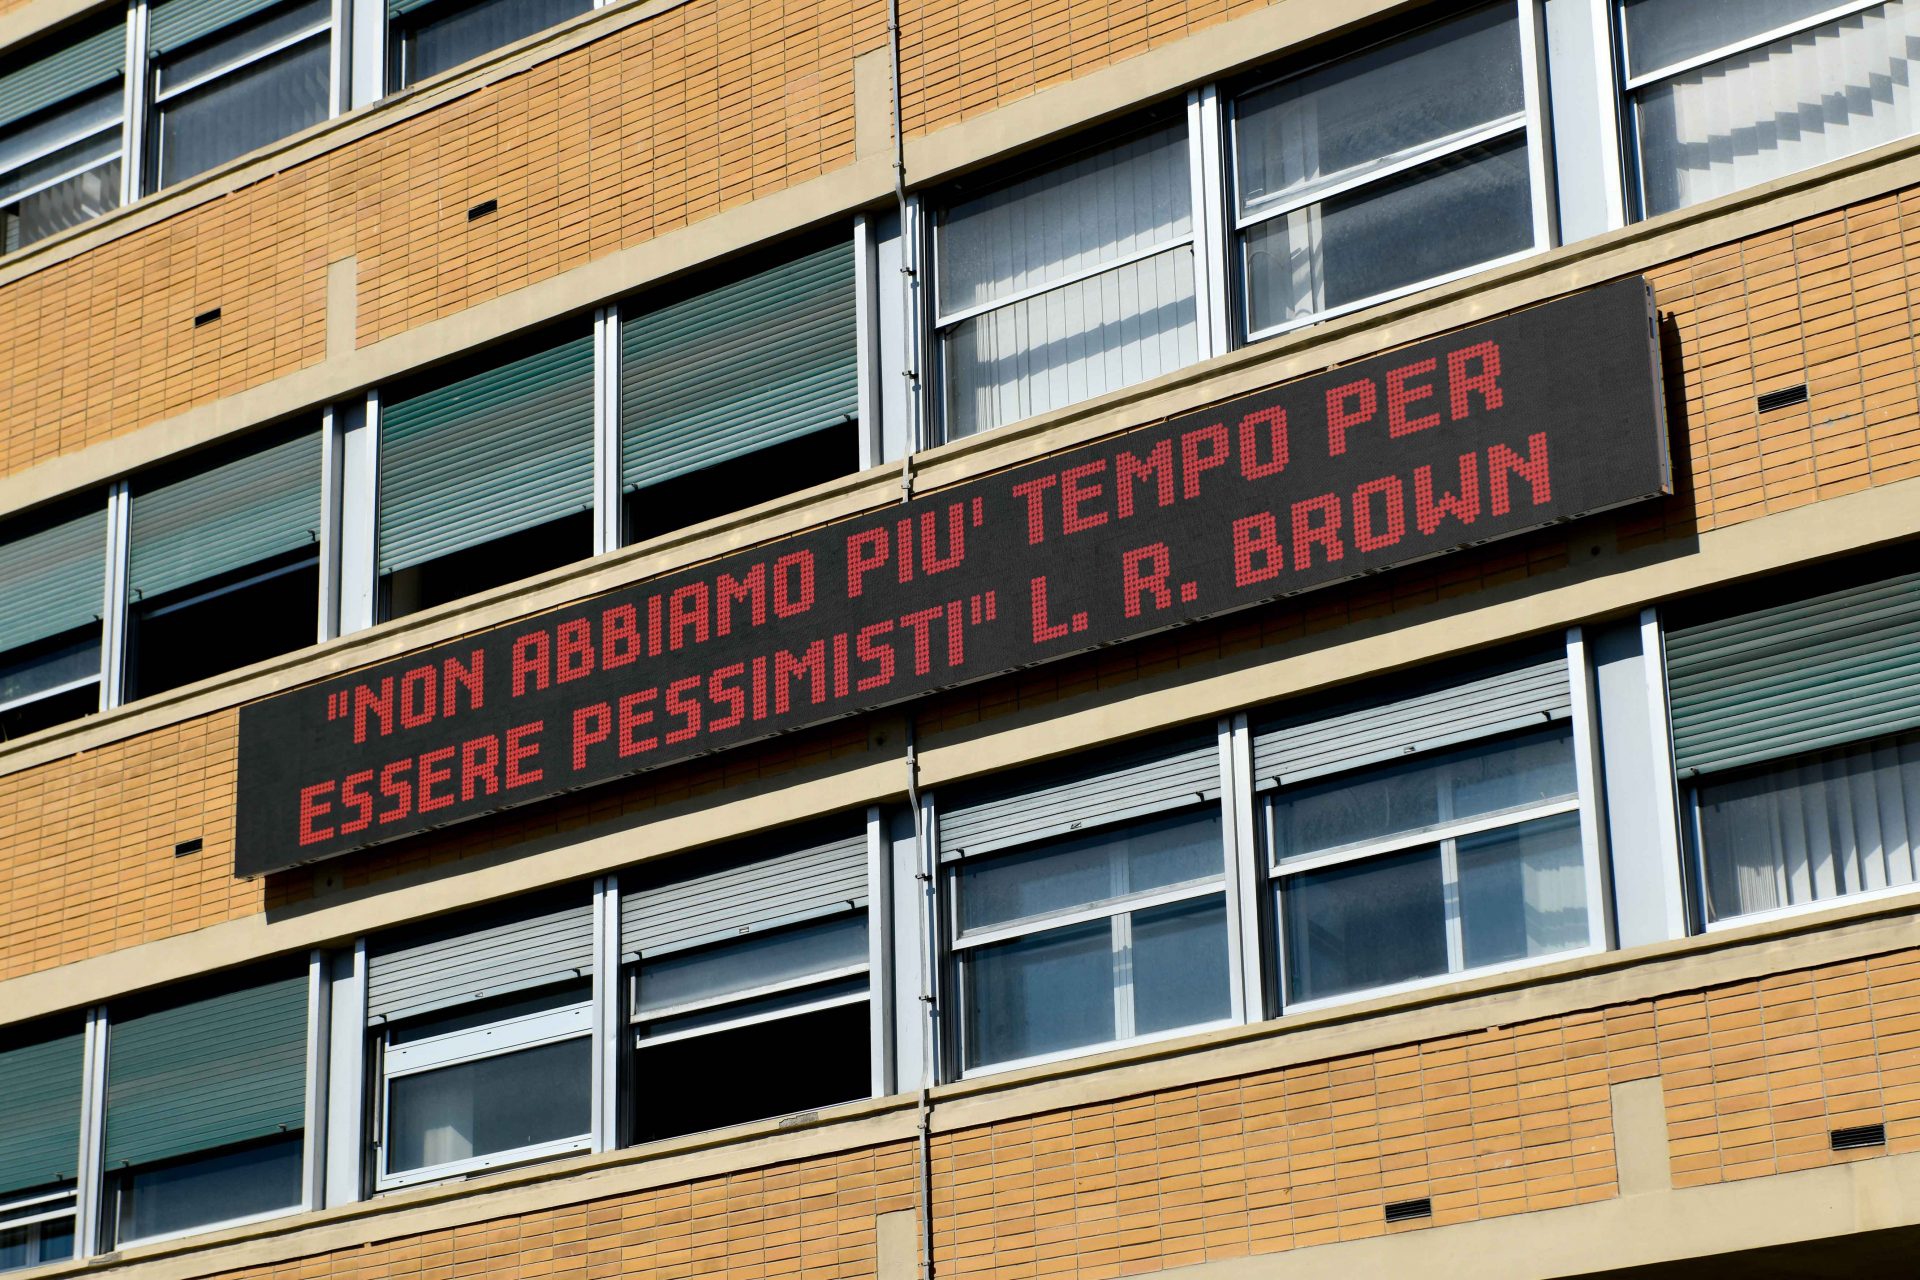 "NON ABBIAMO PIU' TEMPO PER
ESSERE PESSIMISTI" L. R. BROWN